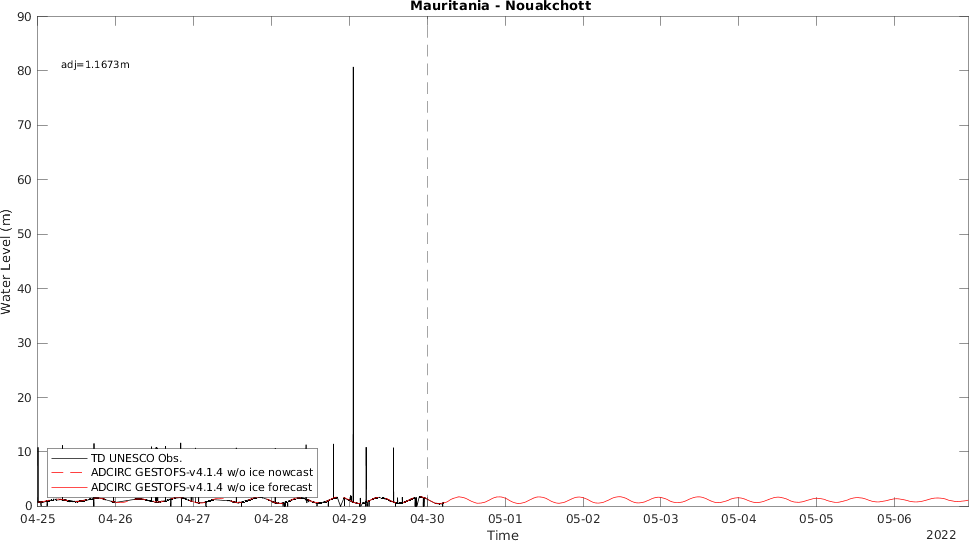 Mauritania - Nouakchott
90
80
70
60
50
40
30
20
10
0
Water Level (m)
adj=1.1673m
TD UNESCO Obs.
ADCIRC GESTOFS-v4.1.4 w/o ice nowcast
ADCIRC GESTOFS-v4.1.4 w/o ice forecast
04-25 04-26 04-27 04-28 04-29 04-30 05-01 05-02 05-03 05-04 05-05 05-06
Time
2022